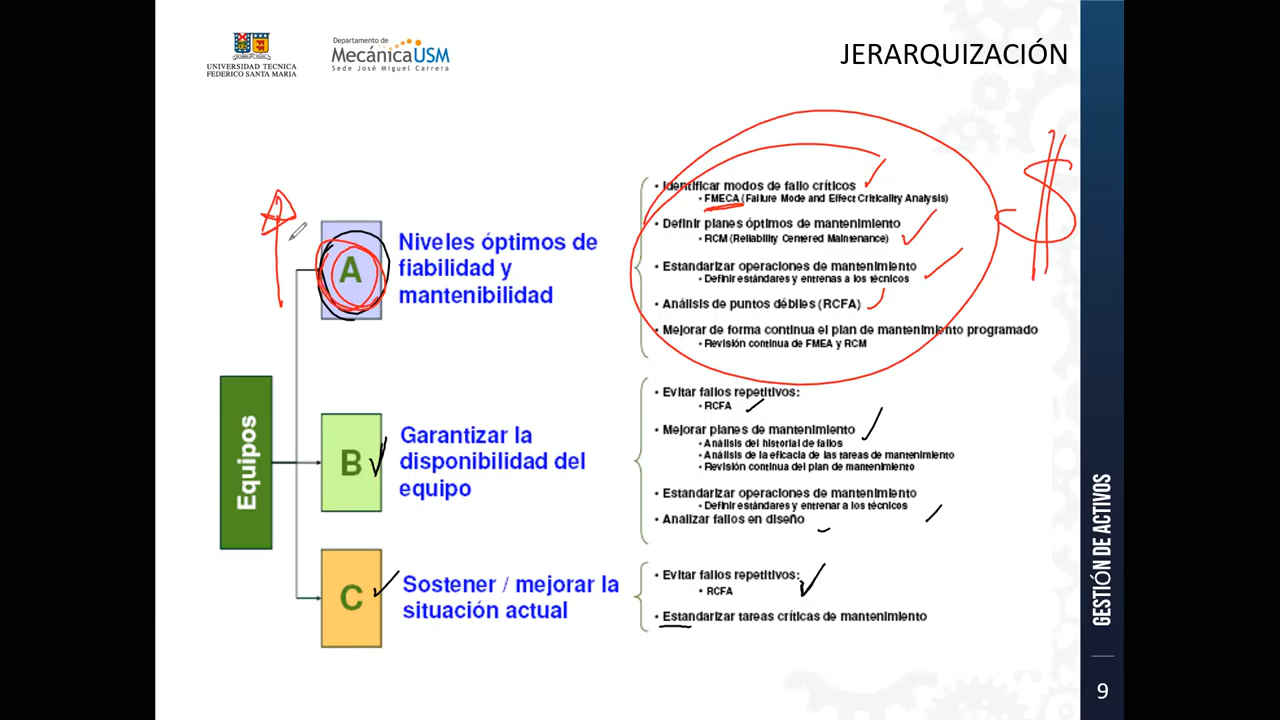 UNIVERSIDAD TECNICA
FEDERICO SANTA MARIA
Departamento de
MecánicaUSM
Sede José Miguel Carrera
JERARQUIZACIÓN
$
Equipos
A
Niveles óptimos de
fiabilidad y
mantenibilidad
• Identificar modos de fallo críticos
• FMECA (Failure Mode and Effect Criticality Analysis)
• Definir planes óptimos de mantenimiento
• RCM (Reliability Centered Maintenance)
• Estandarizar operaciones de mantenimiento
• Definir estándares y entrenas a los técnicos
• Análisis de puntos débiles (RCFA)
• Mejorar de forma continua el plan de mantenimiento programado
• Revisión continua de FMEA y RCM
B
Garantizar la
disponibilidad del
equipo
• Evitar fallos repetitivos:
• RCFA
• Mejorar planes de mantenimiento
• Análisis del historial de fallos
• Análisis de la eficacia de las tareas de mantenimiento
• Revisión continua del plan de mantenimiento
• Estandarizar operaciones de mantenimiento
• Definir estándares y entrenar a los técnicos
• Analizar fallos en diseño
C
Sostener / mejorar la
situación actual
• Evitar fallos repetitivos:
• RCFA
• Estandarizar tareas críticas de mantenimiento
GESTIÓN DE ACTIVOS
9